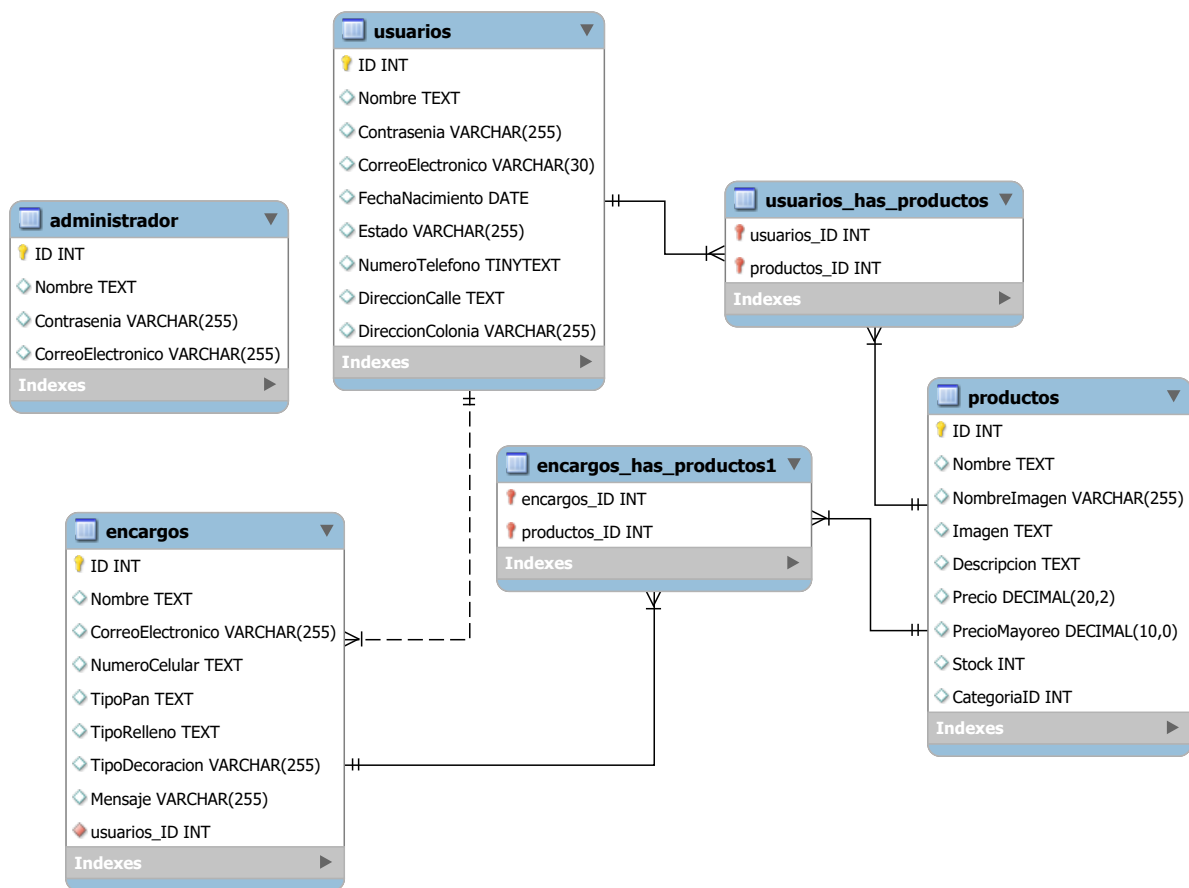 usuarios
ID INT
Nombre TEXT
Contrasenia VARCHAR(255)
CorreoElectronico VARCHAR(30)
FechaNacimiento DATE
Estado VARCHAR(255)
NumeroTelefono TINYTEXT
DireccionCalle TEXT
DireccionColonia VARCHAR(255)
Indexes
administrador
ID INT
Nombre TEXT
Contrasenia VARCHAR(255)
CorreoElectrónico VARCHAR(255)
Indexes
usuarios_has_productos
usuarios_ID INT
productos_ID INT
Indexes
productos
ID INT
Nombre TEXT
NombreImagen VARCHAR(255)
Imagen TEXT
Descripcion TEXT
Precio DECIMAL(20,2)
PrecioMayoreo DECIMAL(10,0)
Stock INT
CategoriaID INT
Indexes
encargos_has_productos1
encargos_ID INT
productos_ID INT
Indexes
encargos
ID INT
Nombre TEXT
CorreoElectrónico VARCHAR(255)
NumeroCelular TEXT
TipoPan TEXT
TipoRelleno TEXT
TipoDecoracion VARCHAR(255)
Mensaje VARCHAR(255)
usuarios_ID INT
Indexes